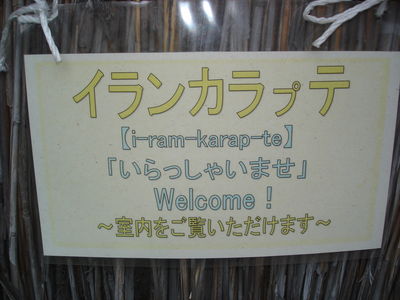 イランカラㇷ゚テ
【i-ram-karap-te】
「いらっしゃいませ」
Welcome！
～室内をご覧いただけます～